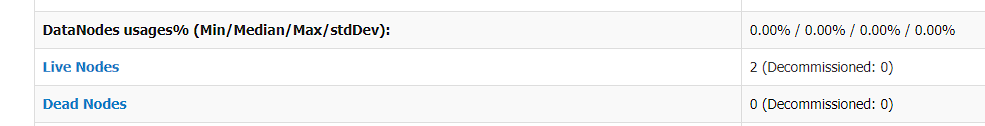 DataNodes usages% (Min/Median/Max/stdDev): 0.00% / 0.00% / 0.00% / 0.00%
Live Nodes 2 (Decommissioned: 0)
Dead Nodes 0 (Decommissioned: 0)